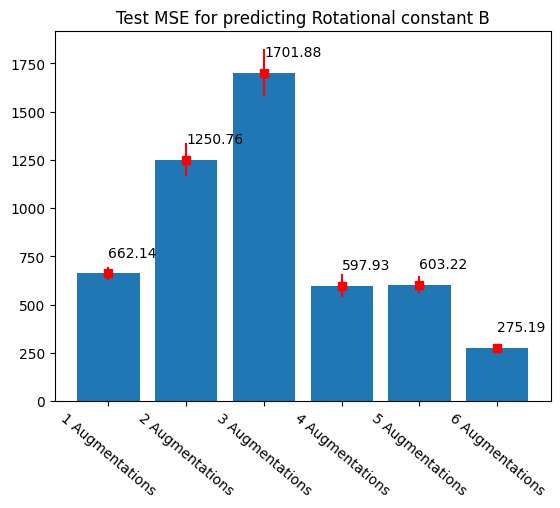 Test MSE for predicting Rotational constant B
1750
1500
1250
1000
750
500
250
0
662.14
1250.76
1701.88
597.93
603.22
275.19
1 Augmentations
2 Augmentations
3 Augmentations
4 Augmentations
5 Augmentations
6 Augmentations